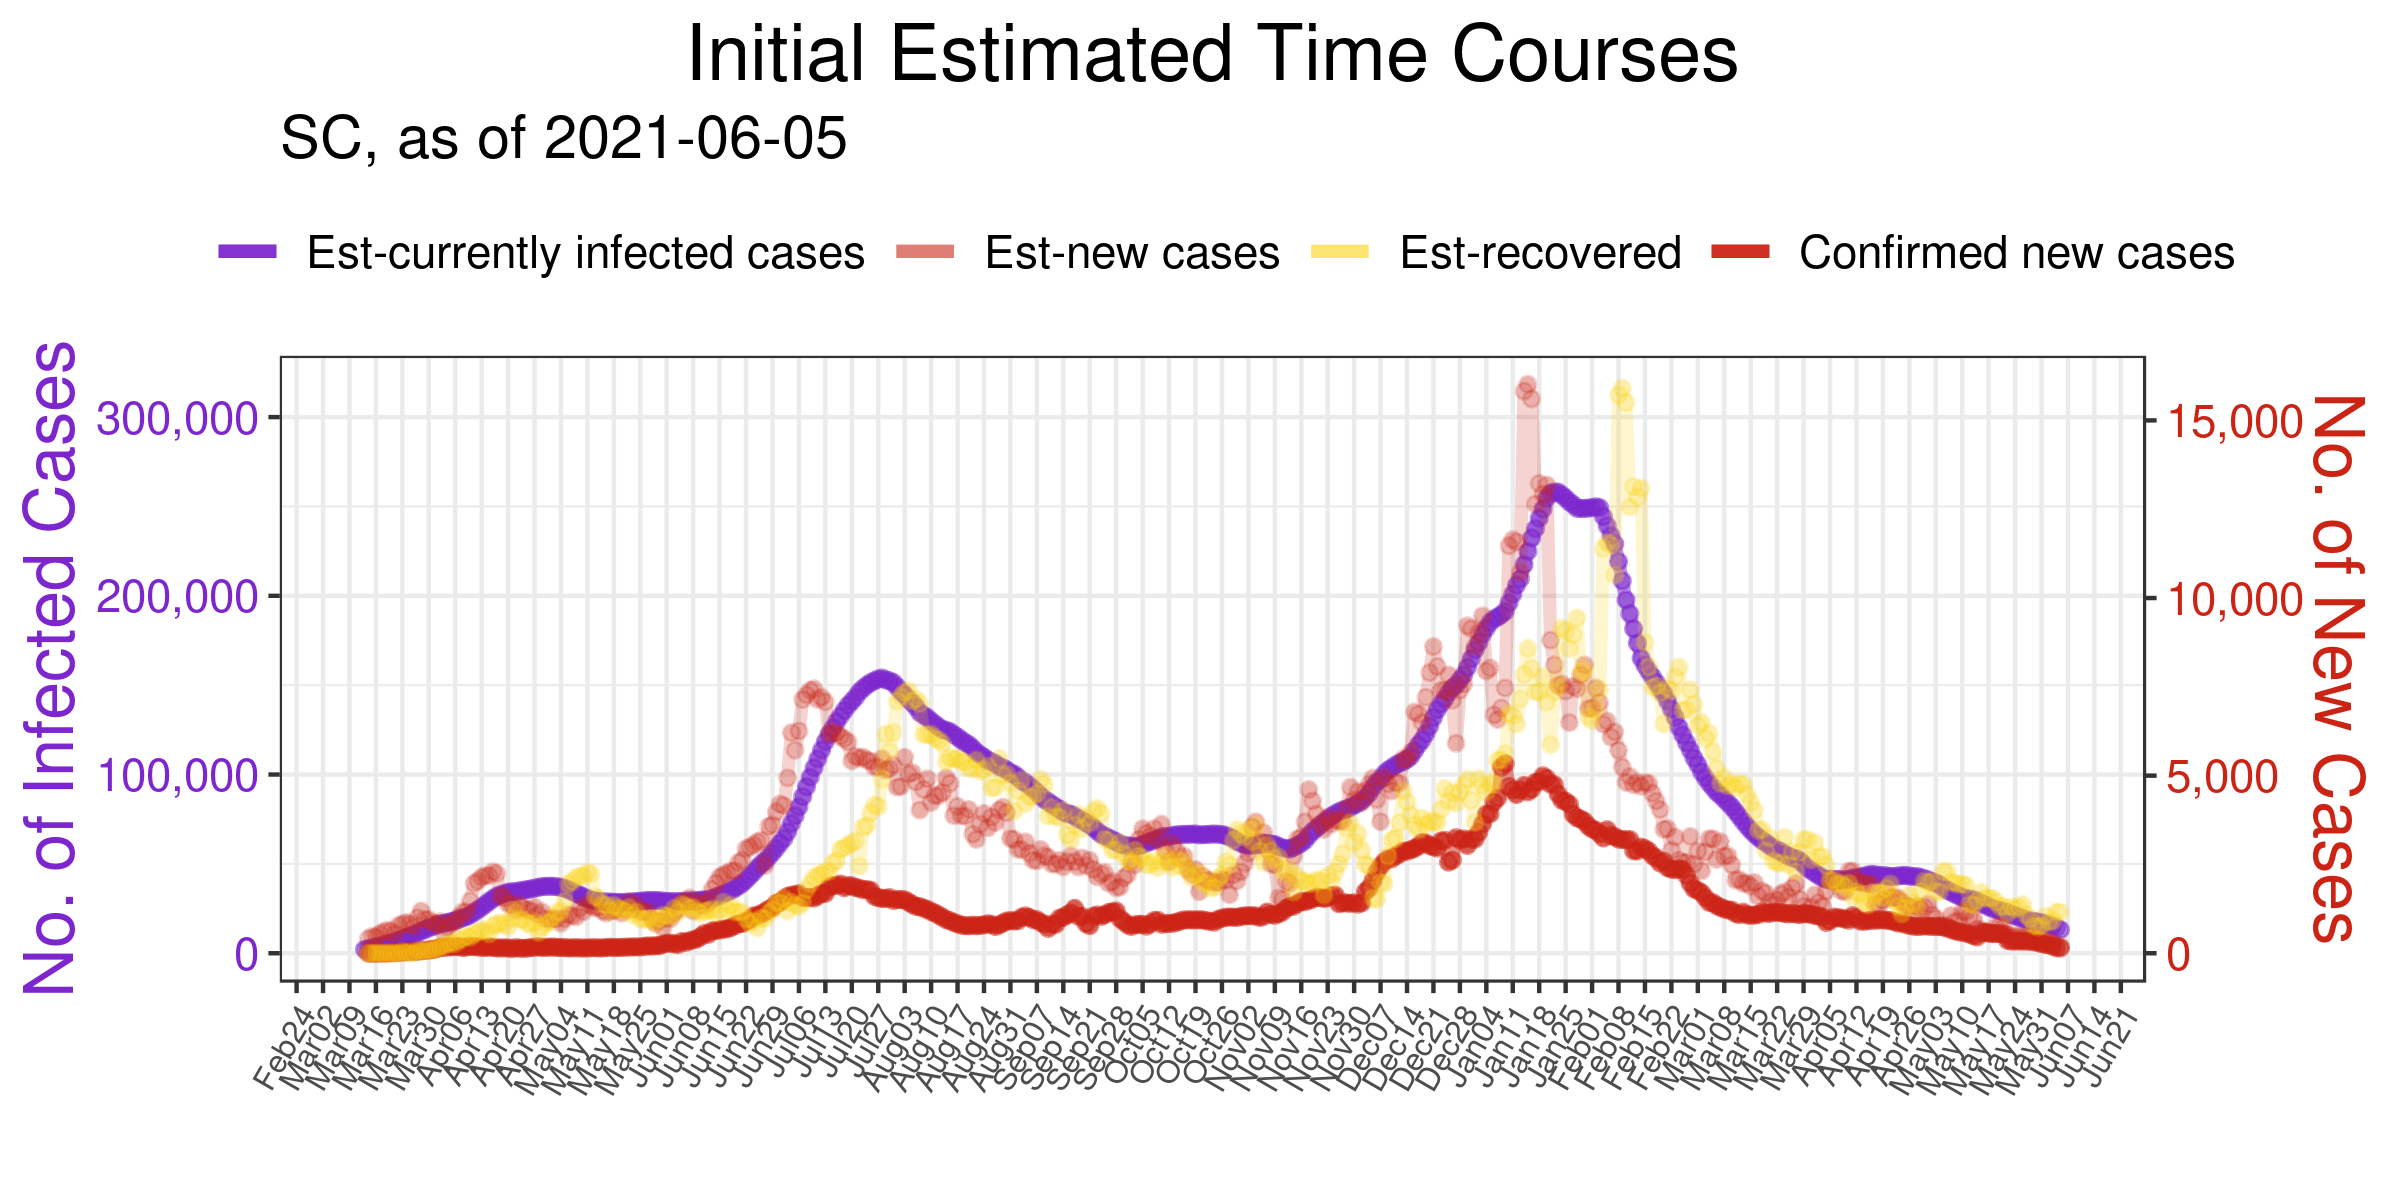 Initial Estimated Time Courses
SC, as of 2021-06-05
Est-currently infected cases
Est-new cases
Est-recovered
Confirmed new cases
No. of Infected Cases
300,000
200,000
100,000
0
15,000
10,000
5,000
0
No. of New Cases
Feb24
Mar02
Mar09
Mar16
Mar23
Mar30
Apr06
Apr13
Apr20
Apr27
May04
May11
May18
May25
Jun01
Jun08
Jun15
Jun22
Jun29
Jul06
Jul13
Jul20
Jul27
Aug03
Aug10
Aug17
Aug24
Aug31
Sep07
Sep14
Sep21
Sep28
Oct05
Oct12
Oct19
Oct26
Nov02
Nov09
Nov16
Nov23
Nov30
Dec07
Dec14
Dec21
Dec28
Jan04
Jan11
Jan18
Jan25
Feb01
Feb08
Feb15
Feb22
Mar01
Mar08
Mar15
Mar22
Mar29
Apr05
Apr12
Apr19
Apr26
May03
May10
May17
May24
May31
Jun07
Jun14
Jun21